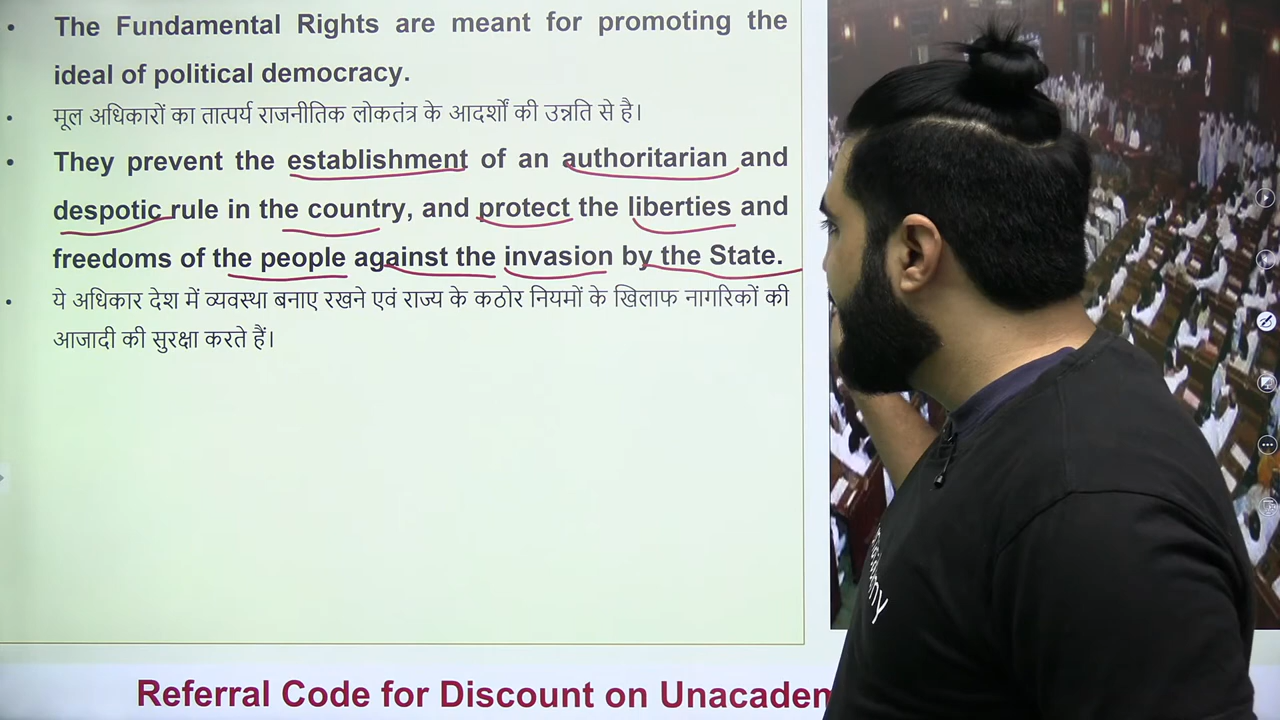 • The Fundamental Rights are meant for promoting the
ideal of political democracy.
• मूल अधिकारों का तात्पर्य राजनीतिक लोकतंत्र के आदर्शों की उन्नति से है।
• They prevent the establishment of an authoritarian and
despotic rule in the country, and protect the liberties and
freedoms of the people against the invasion by the State.
• ये अधिकार देश में व्यवस्था बनाए रखने एवं राज्य के कठोर नियमों के खिलाफ नागरिकों की
आजादी की सुरक्षा करते हैं।
Referral Code for Discount on Unacadem